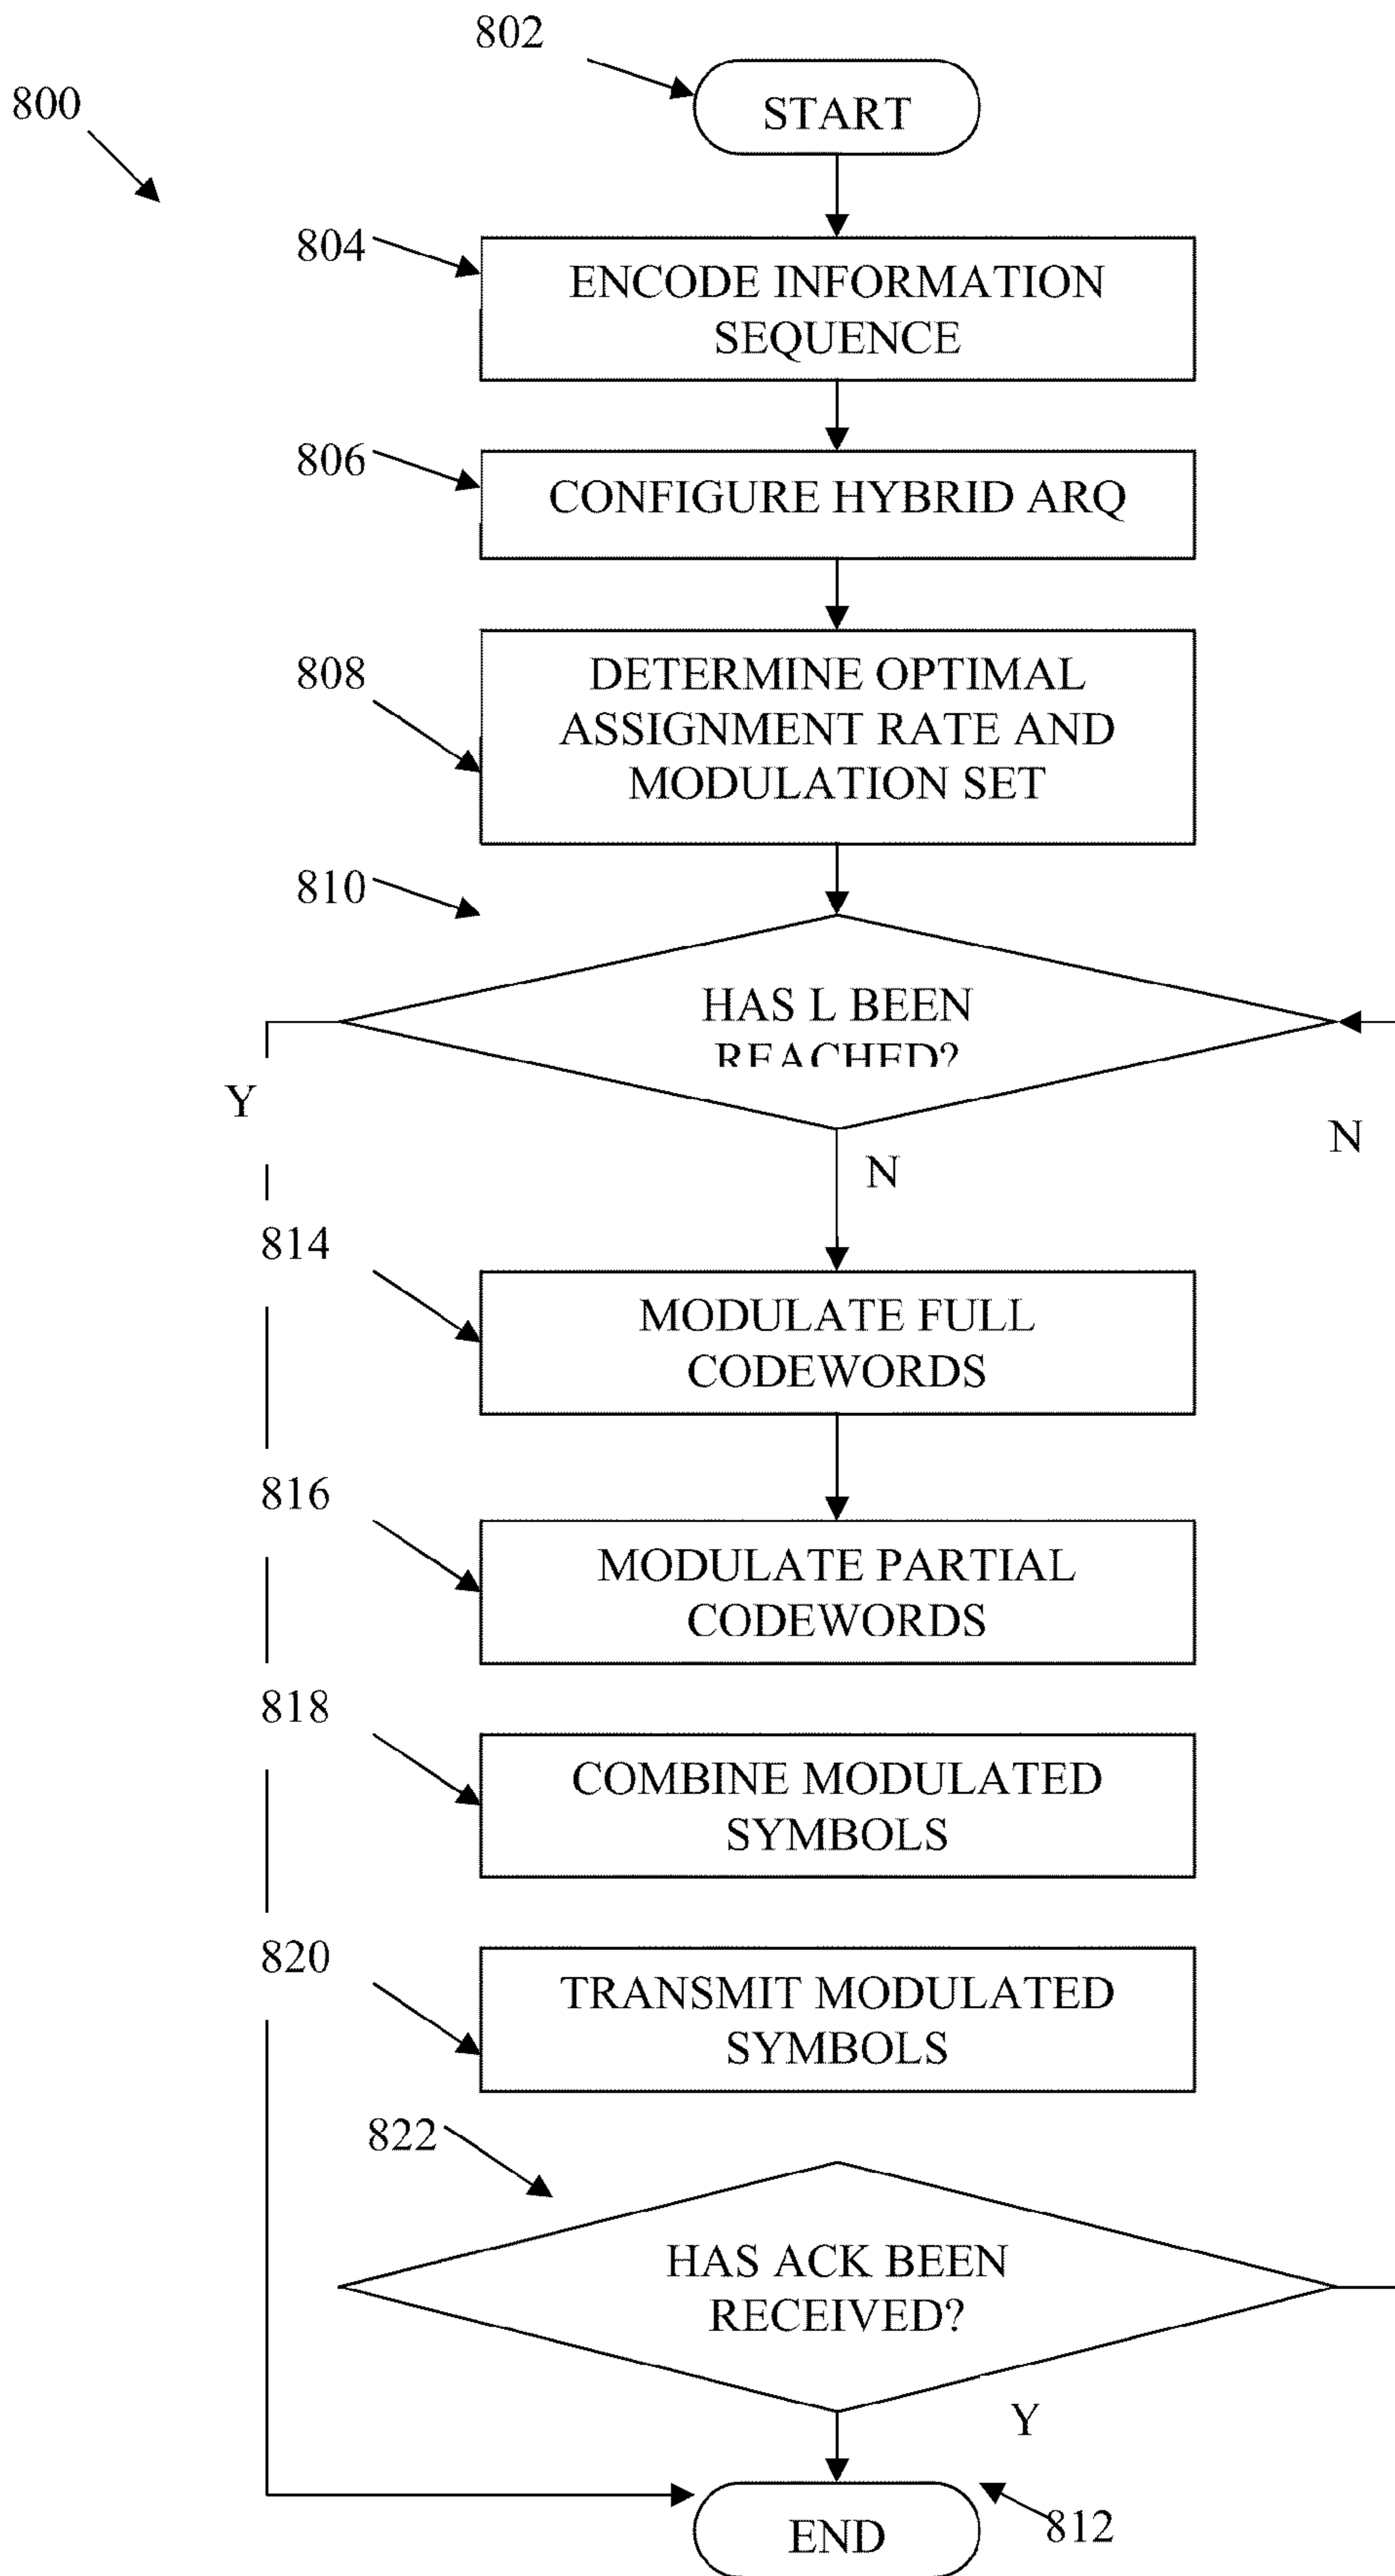 802
800
START
804
ENCODE INFORMATION
SEQUENCE
806
CONFIGURE HYBRID ARQ
808
DETERMINE OPTIMAL
ASSIGNMENT RATE AND
MODULATION SET
810
HAS L BEEN
REACHED?
Y
N
N
814
MODULATE FULL
CODEWORDS
816
MODULATE PARTIAL
CODEWORDS
818
COMBINE MODULATED
SYMBOLS
820
TRANSMIT MODULATED
SYMBOLS
822
HAS ACK BEEN
RECEIVED?
Y
812
END